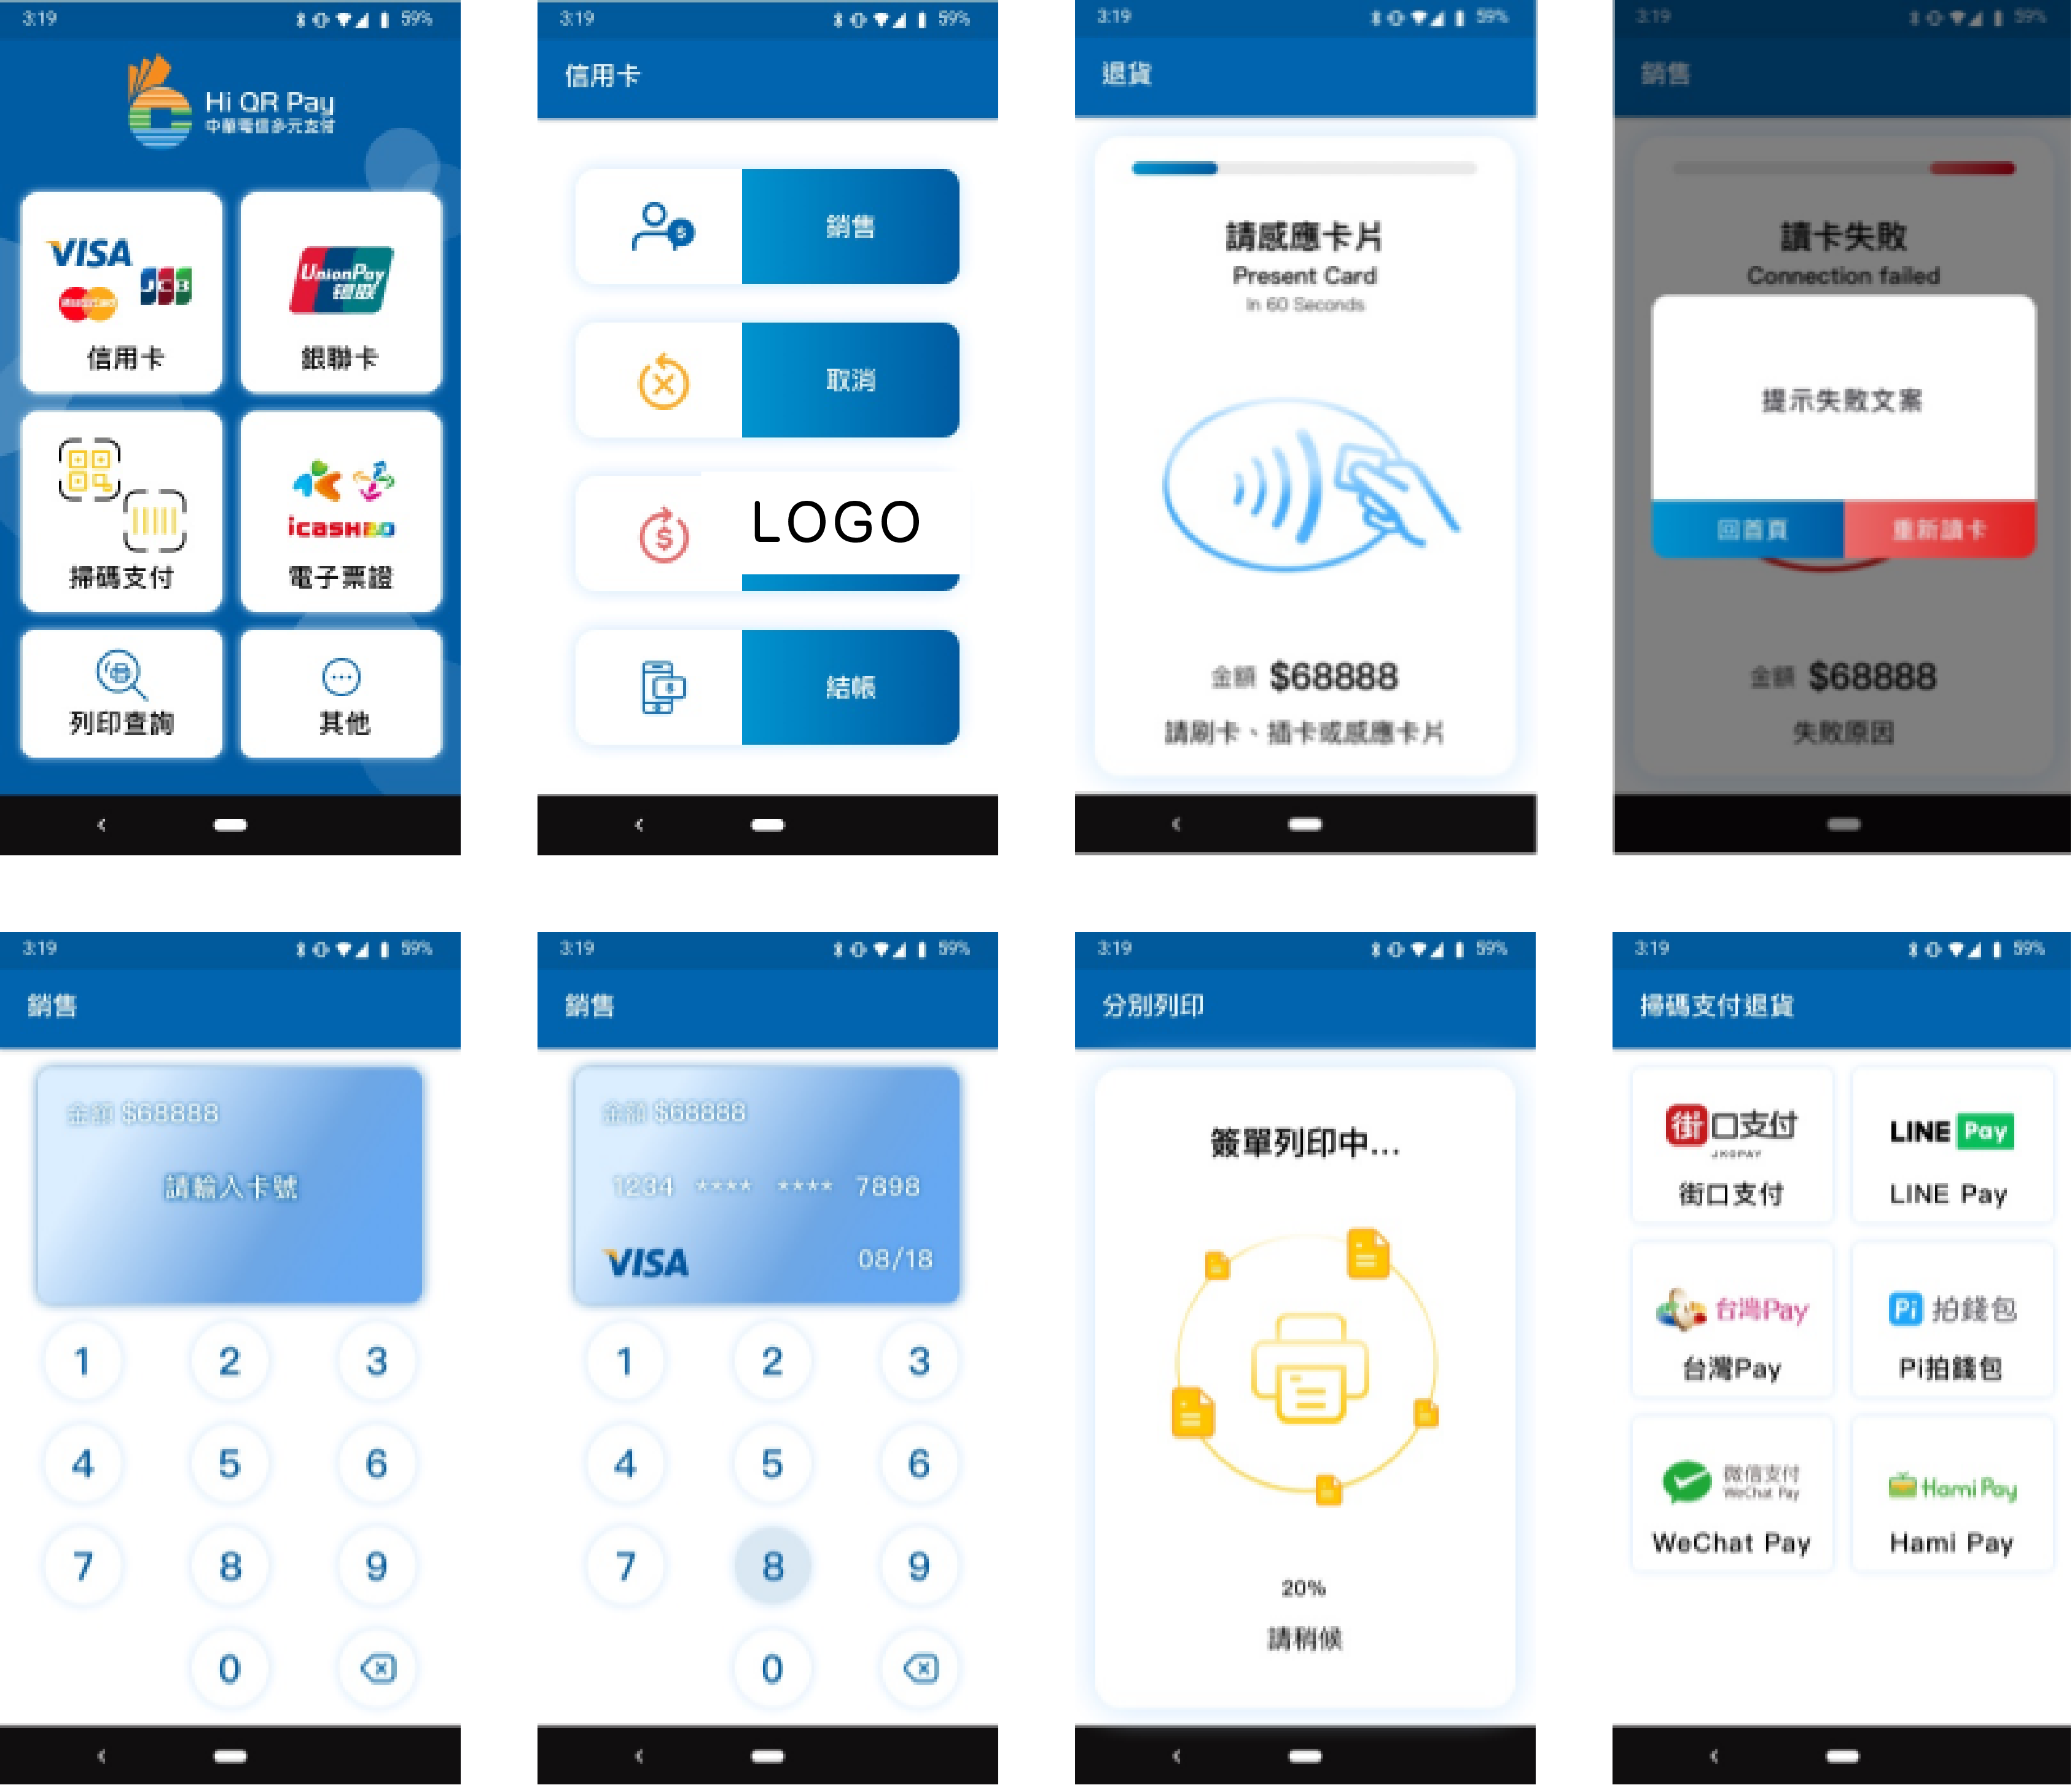 3:19
59%
Hi QR Pay
中華電信多元支付
VISA
JCB
信用卡
UnionPay
银联
銀聯卡
掃碼支付
icash2.0
電子票證
列印查詢
其他
3:19
59%
信用卡
銷售
取消
LOGO
結帳
3:19
59%
退貨
請感應卡片
Present Card
In 60 Seconds
金額 $68888
請刷卡、插卡或感應卡片
3:19
59%
銷售
讀卡失敗
Connection failed
提示失敗文案
回首頁
重新讀卡
金額 $68888
失敗原因
3:19
59%
銷售
金額 $68888
請輸入卡號
1 2 3
4 5 6
7 8 9
0
3:19
59%
銷售
金額 $68888
1234 **** **** 7898
VISA
08/18
1 2 3
4 5 6
7 8 9
0
3:19
59%
分別列印
簽單列印中...
20%
請稍候
3:19
59%
掃碼支付退貨
街口支付
JKOPAY
街口支付
LINE Pay
LINE Pay
台灣Pay
台灣Pay
Pi 拍錢包
Pi拍錢包
微信支付
WeChat Pay
WeChat Pay
Hami Pay
Hami Pay